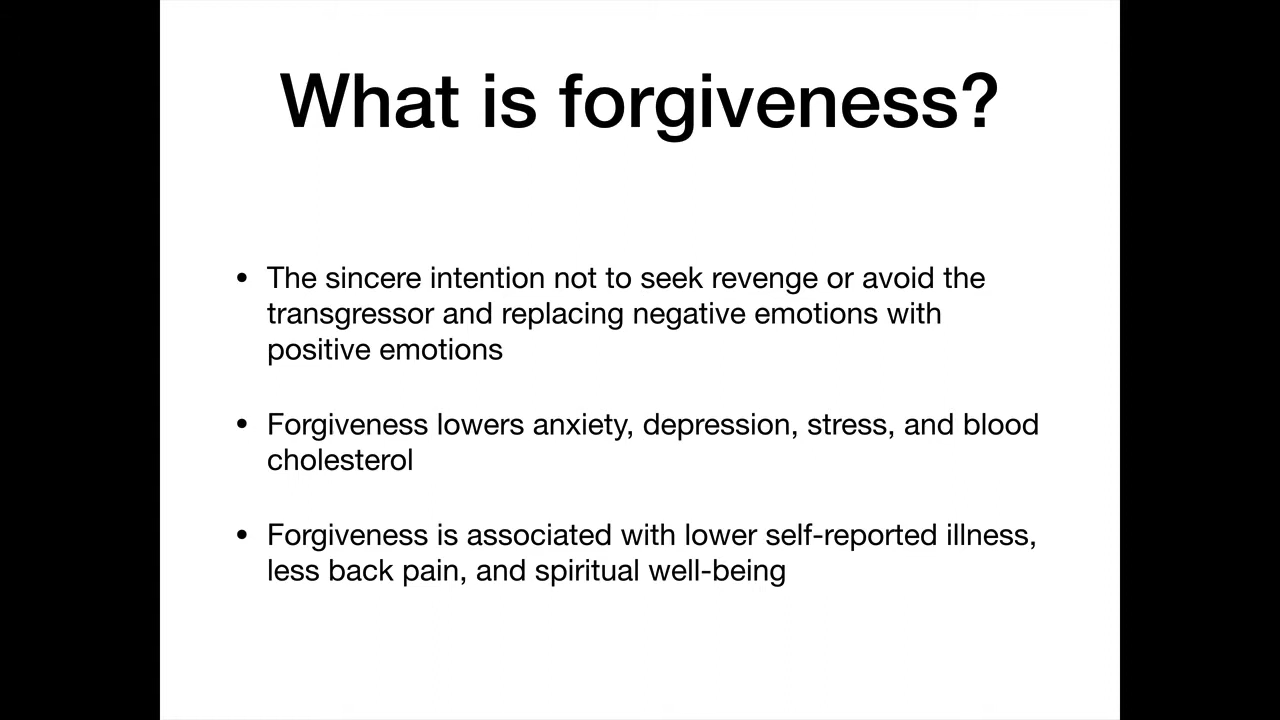 What is forgiveness?
• The sincere intention not to seek revenge or avoid the
transgressor and replacing negative emotions with
positive emotions
• Forgiveness lowers anxiety, depression, stress, and blood
cholesterol
• Forgiveness is associated with lower self-reported illness,
less back pain, and spiritual well-being